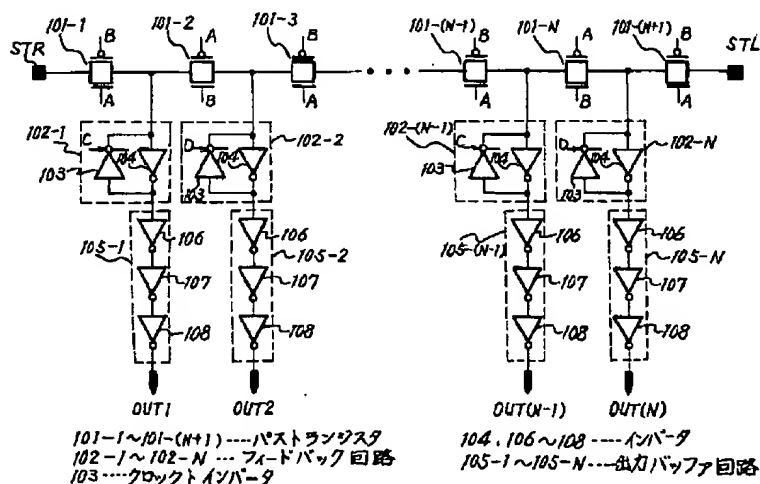 101-1 101-2 101-3 101-(N-1) 101-N 101-(N+1)
STR B A B B A B STL
A B A A B A
102-1 C 104 103 D 104 103 102-2 102-(N-1) C 104 103 D 104 103 102-N
105-1 106 106 105-2 105-(N-1) 106 106 105-N
107 107 107 107
108 108 108 108
OUT1 OUT2 OUT(N-1) OUT(N)
101-1~101-(N+1)----パストランジスタ
102-1~102-N---フィードバック回路
103----クロックトインバータ
104.106~108----インバータ
105-1~105-N----出力バッファ回路